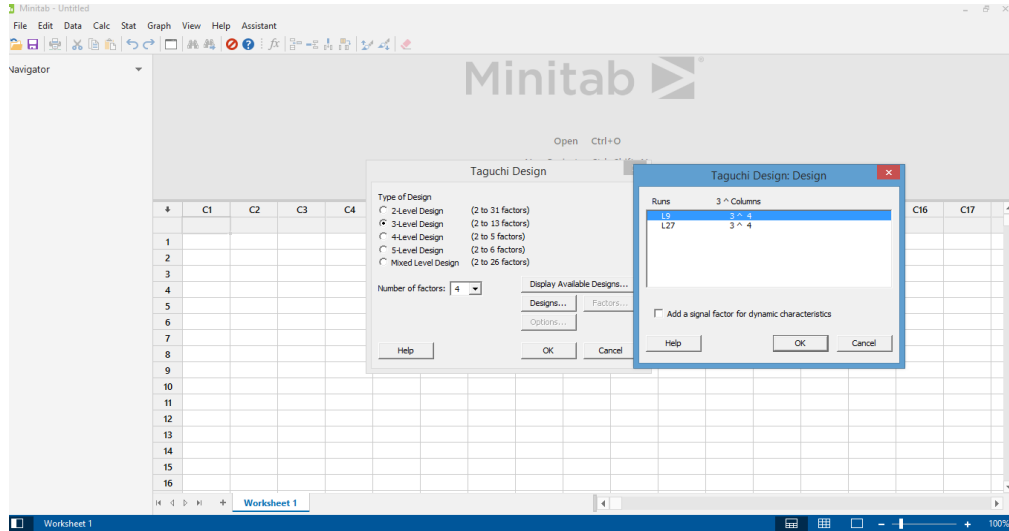 Minitab - Untitled
File Edit Data Calc Stat Graph View Help Assistant
Navigator
Minitab
Open Ctrl+O
Taguchi Design
Type of Design
2-Level Design (2 to 31 factors)
3-Level Design (2 to 13 factors)
4-Level Design (2 to 5 factors)
5-Level Design (2 to 6 factors)
Mixed Level Design (2 to 26 factors)
Number of factors: 4
Display Available Designs...
Designs... Factors...
Options...
Help OK Cancel
Taguchi Design: Design
Runs 3 ^ Columns
L9 3 ^ 4
L27 3 ^ 4
Add a signal factor for dynamic characteristics
Help OK Cancel
C1 C2 C3 C4 C16 C17
1
2
3
4
5
6
7
8
9
10
11
12
13
14
15
16
Worksheet 1
Worksheet 1 100%